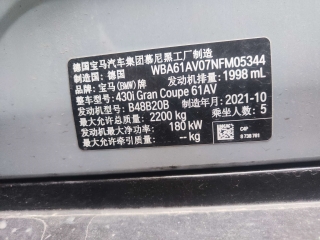 德国宝马汽车集团慕尼黑工厂制造
制造国：德国 WBA61AV07NFM05344
品牌：宝马(BMW)牌 发动机排量：1998 mL
整车型号：430i Gran Coupe 61AV
发动机型号：B48B20B 制造年月：2021-10
最大允许总质量：2200 kg 乘坐人数：5
发动机最大净功率：180 kW
最大允许牵引质量：-- kg